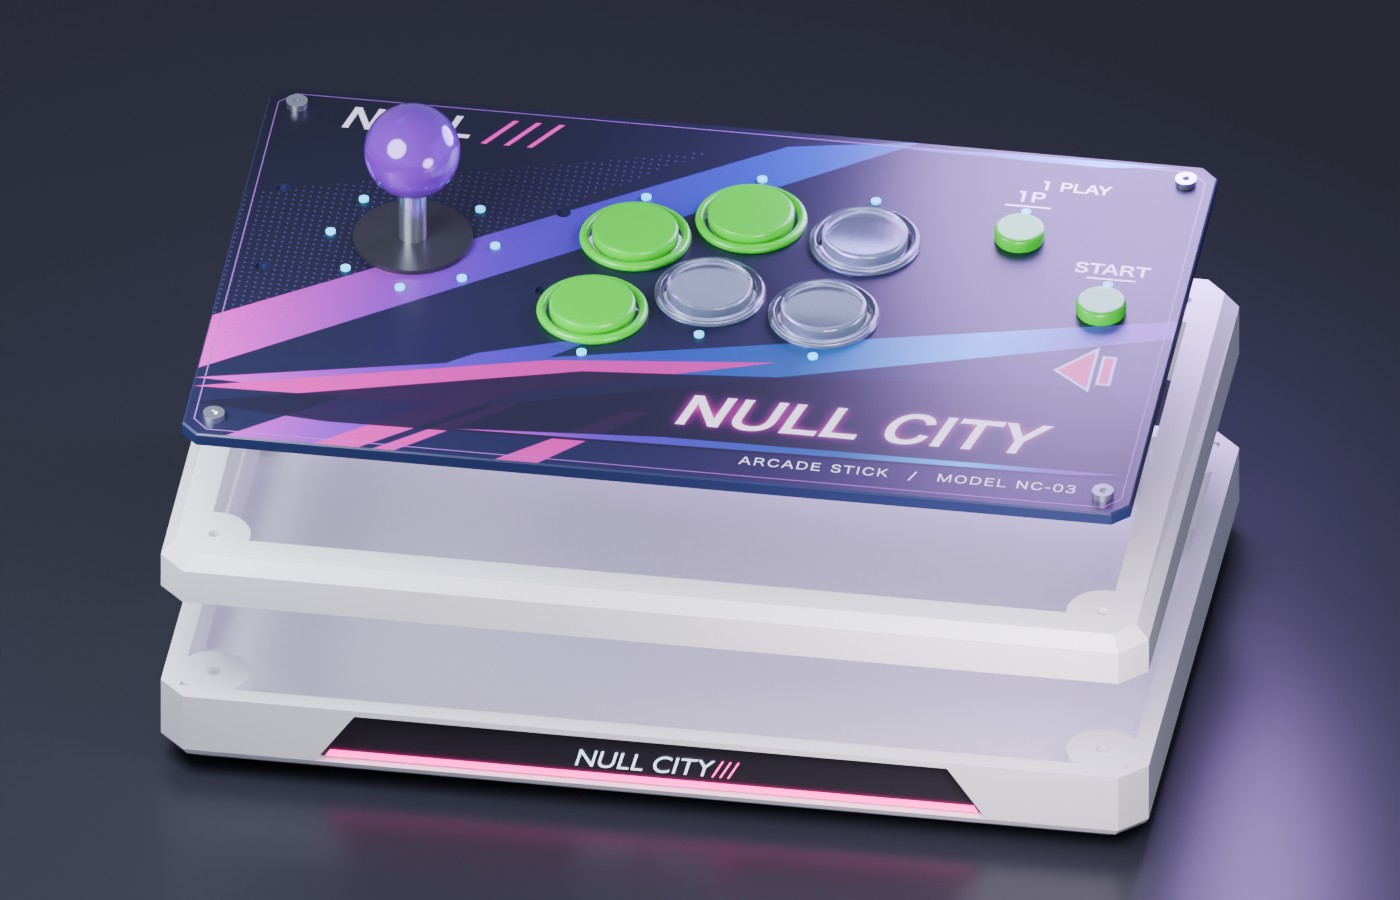 ///
1 PLAY
1P
START
NULL CITY
ARCADE STICK / MODEL NC-03
NULL CITY///